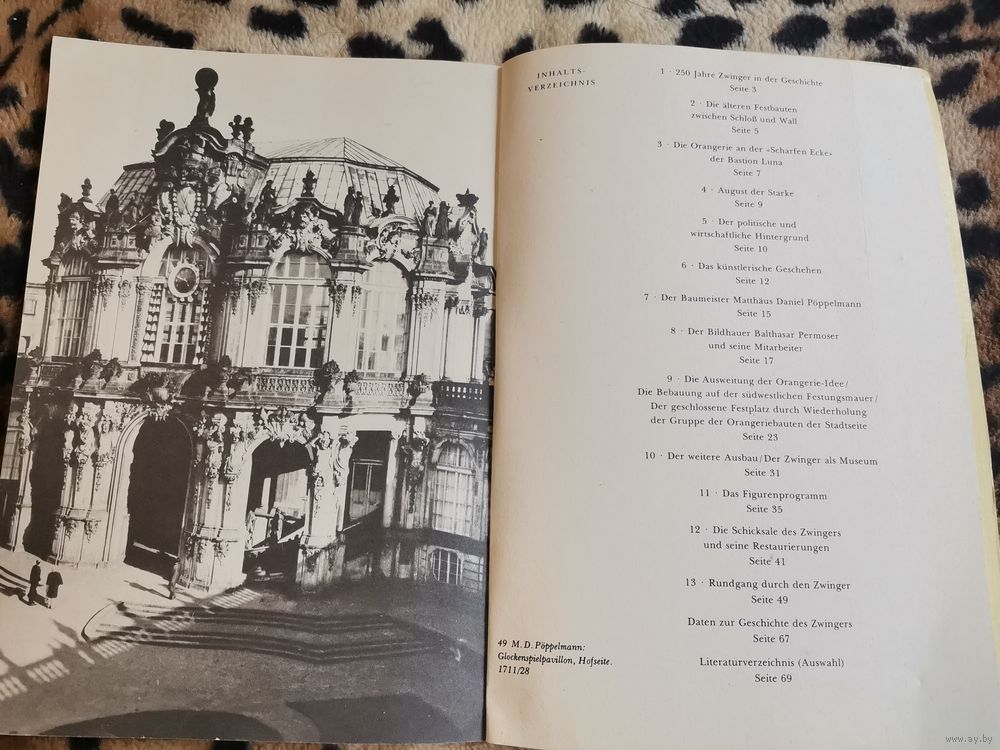 INHALTS-
VERZEICHNIS
1 · 250 Jahre Zwinger in der Geschichte
Seite 3
2 · Die älteren Festbauten
zwischen Schloß und Wall
Seite 5
3 · Die Orangerie an der «Scharfen Ecke»
der Bastion Luna
Seite 7
4 · August der Starke
Seite 9
5 · Der politische und
wirtschaftliche Hintergrund
Seite 10
6 · Das künstlerische Geschehen
Seite 12
7 · Der Baumeister Matthäus Daniel Pöppelmann
Seite 15
8 · Der Bildhauer Balthasar Permoser
und seine Mitarbeiter
Seite 17
9 · Die Ausweitung der Orangerie-Idee/
Die Bebauung auf der südwestlichen Festungsmauer/
Der geschlossene Festplatz durch Wiederholung
der Gruppe der Orangeriebauten der Stadtseite
Seite 23
10 · Der weitere Ausbau/Der Zwinger als Museum
Seite 31
11 · Das Figurenprogramm
Seite 35
12 · Die Schicksale des Zwingers
und seine Restaurierungen
Seite 41
13 · Rundgang durch den Zwinger
Seite 49
Daten zur Geschichte des Zwingers
Seite 67
Literaturverzeichnis (Auswahl)
Seite 69
49 M. D. Pöppelmann:
Glockenspielpavillon, Hofseite.
1711/28
www.ay.by